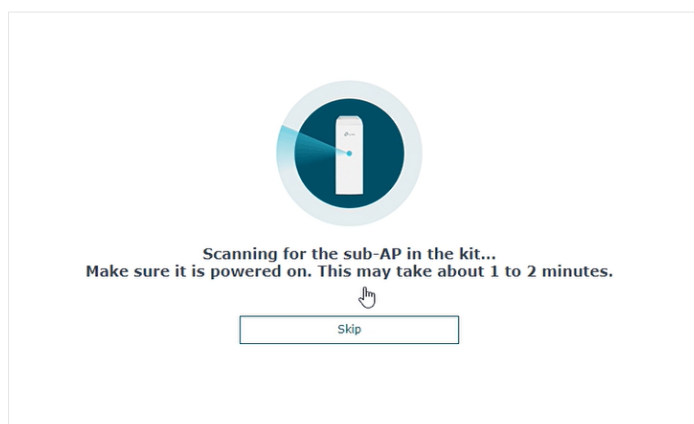 Scanning for the sub-AP in the kit...
Make sure it is powered on. This may take about 1 to 2 minutes.
Skip